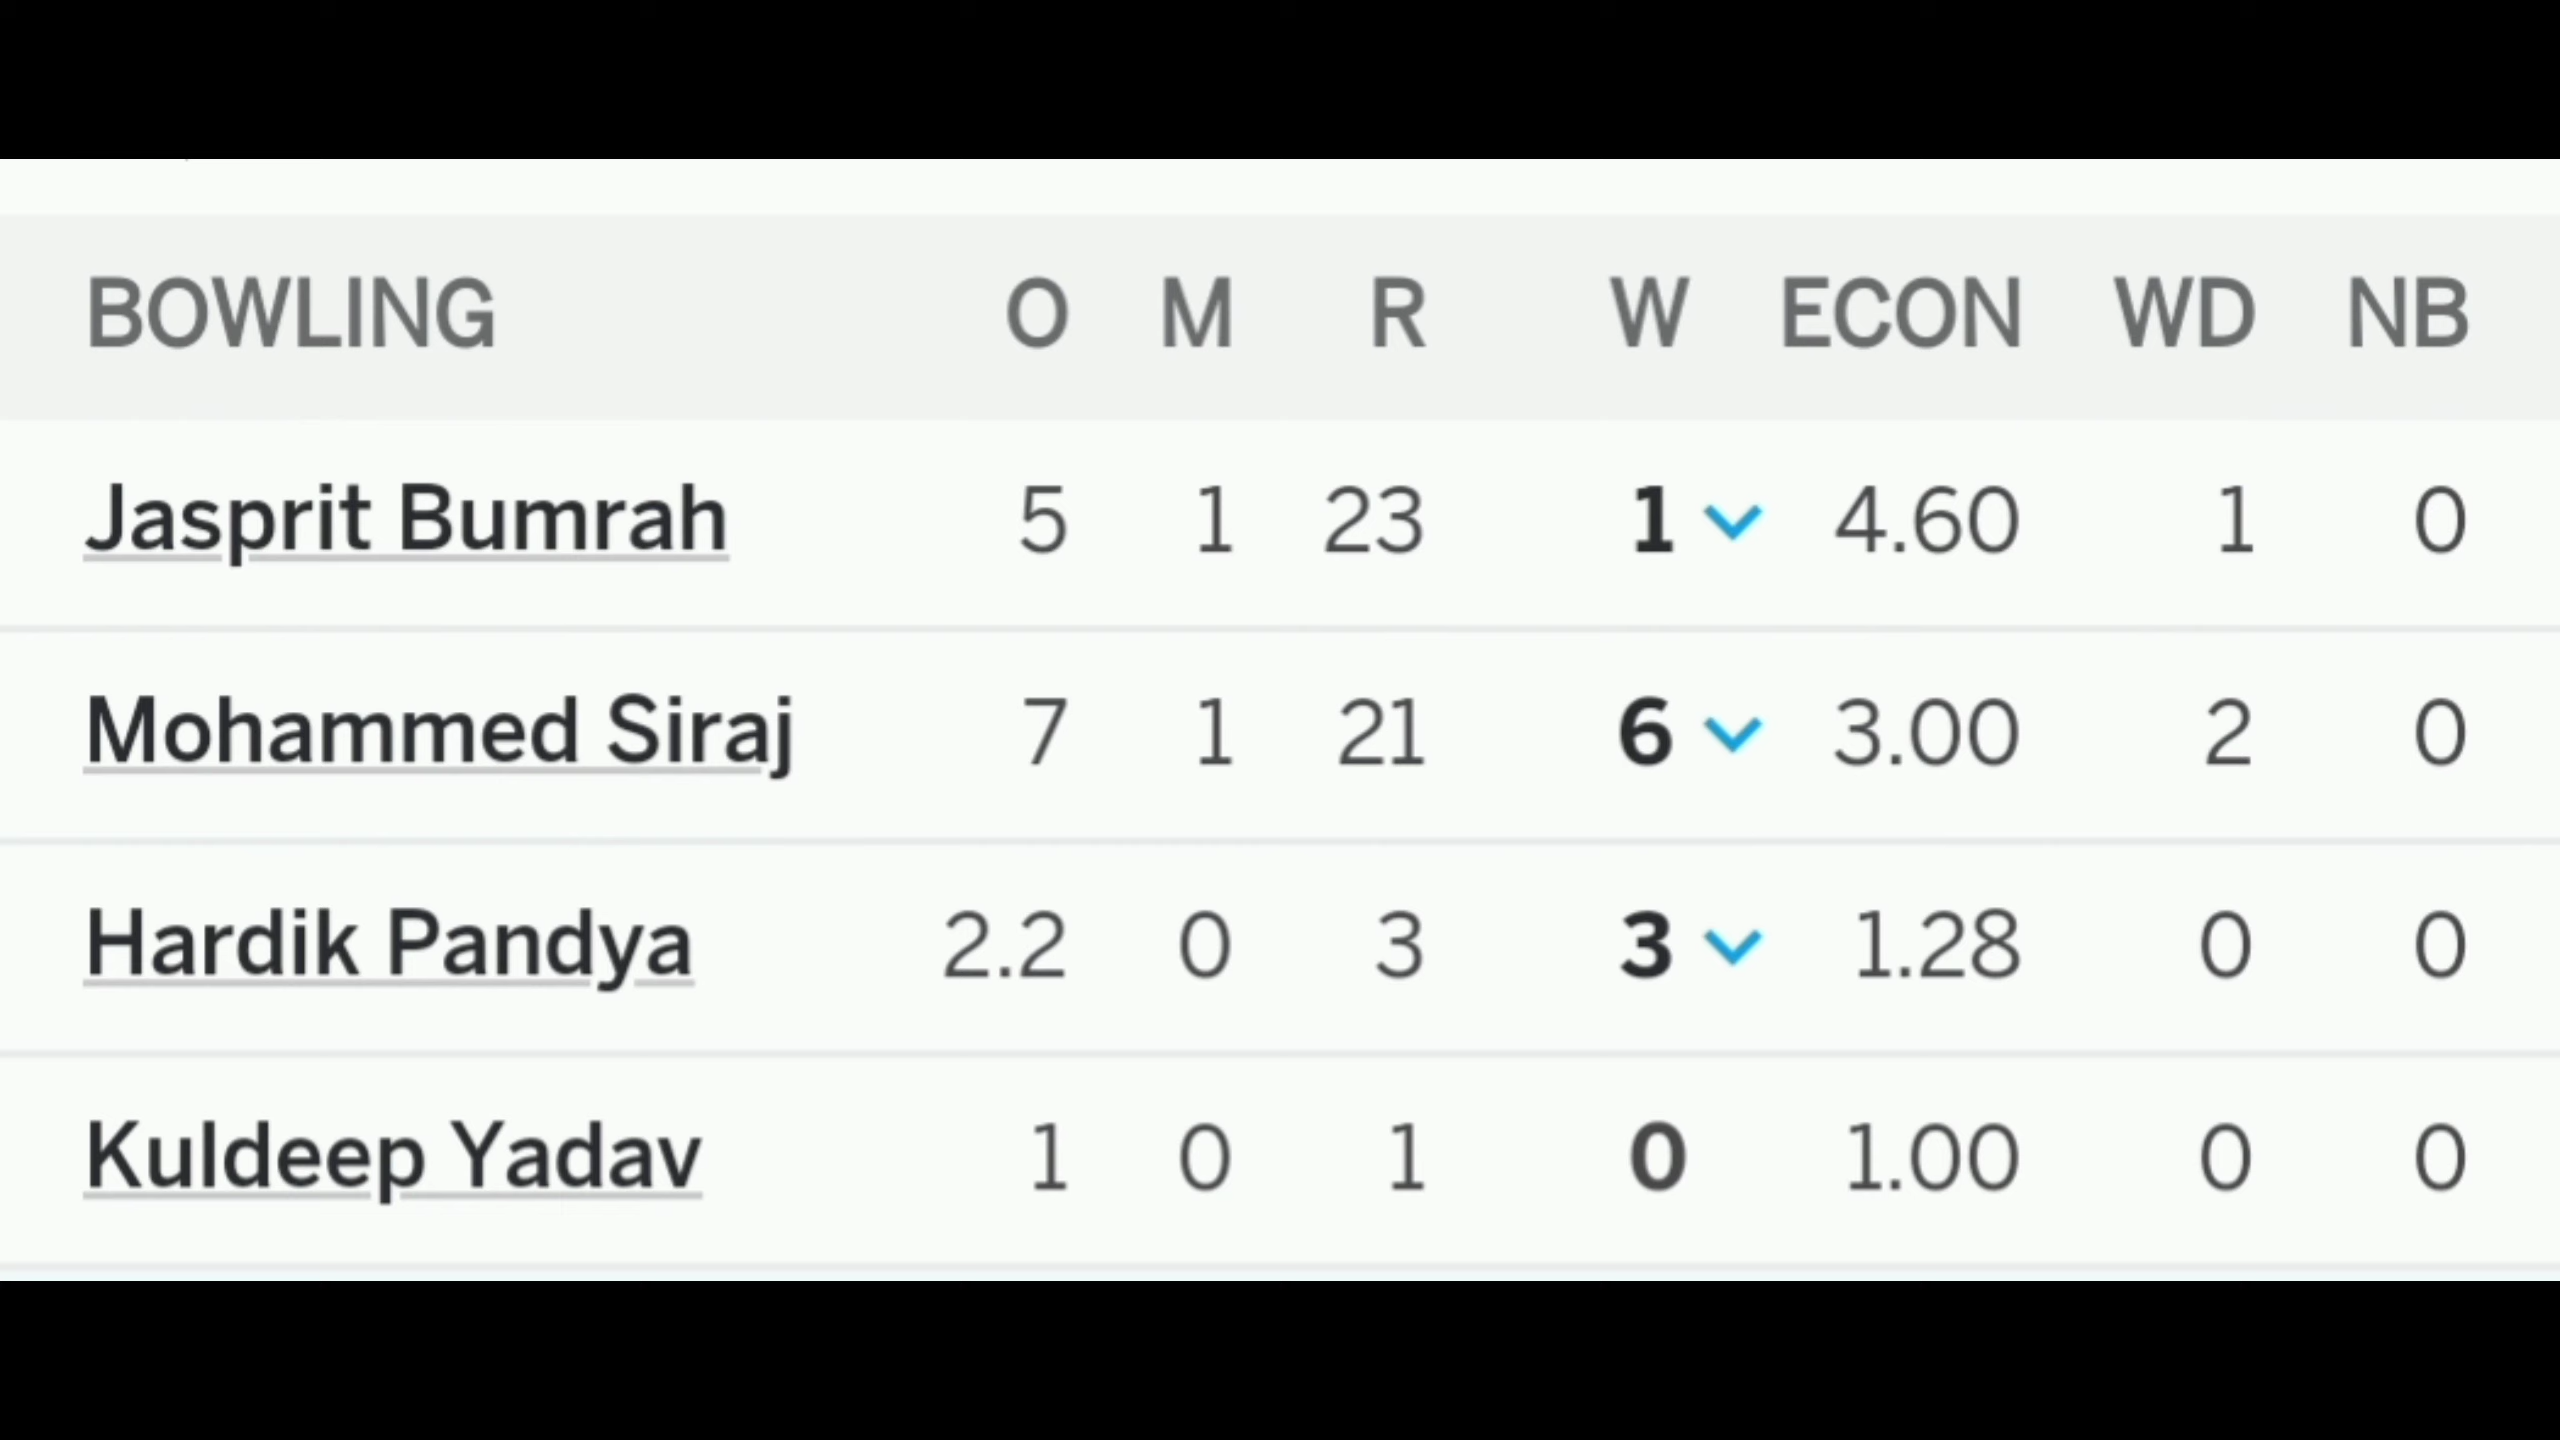 BOWLING O M R W ECON WD NB
Jasprit Bumrah 5 1 23 1 4.60 1 0
Mohammed Siraj 7 1 21 6 3.00 2 0
Hardik Pandya 2.2 0 3 3 1.28 0 0
Kuldeep Yadav 1 0 1 0 1.00 0 0